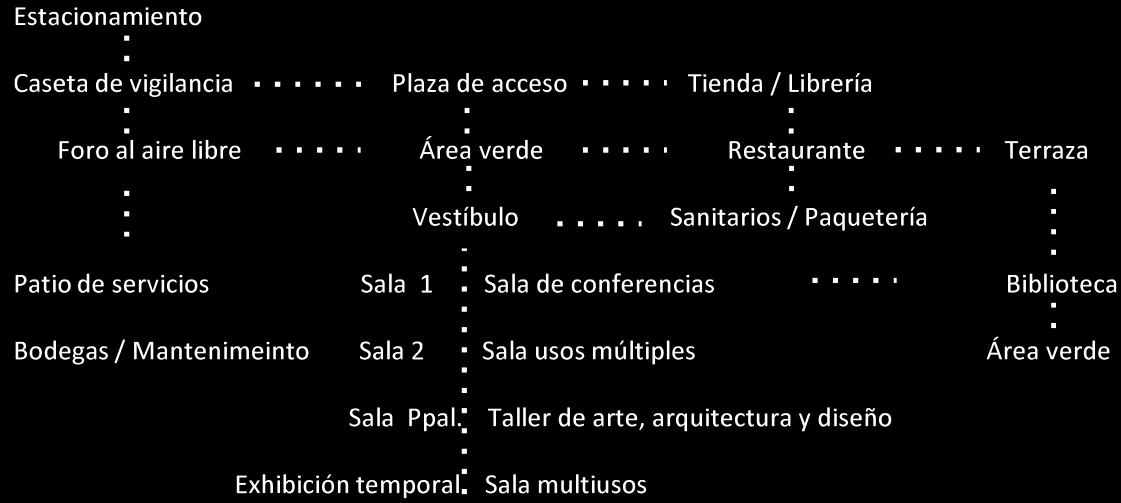 Estacionamiento
Caseta de vigilancia Plaza de acceso Tienda / Librería
Foro al aire libre Área verde Restaurante Terraza
Vestíbulo Sanitarios / Paquetería
Patio de servicios Sala 1 Sala de conferencias Biblioteca
Bodegas / Mantenimeinto Sala 2 Sala usos múltiples Área verde
Sala Ppal. Taller de arte, arquitectura y diseño
Exhibición temporal. Sala multiusos